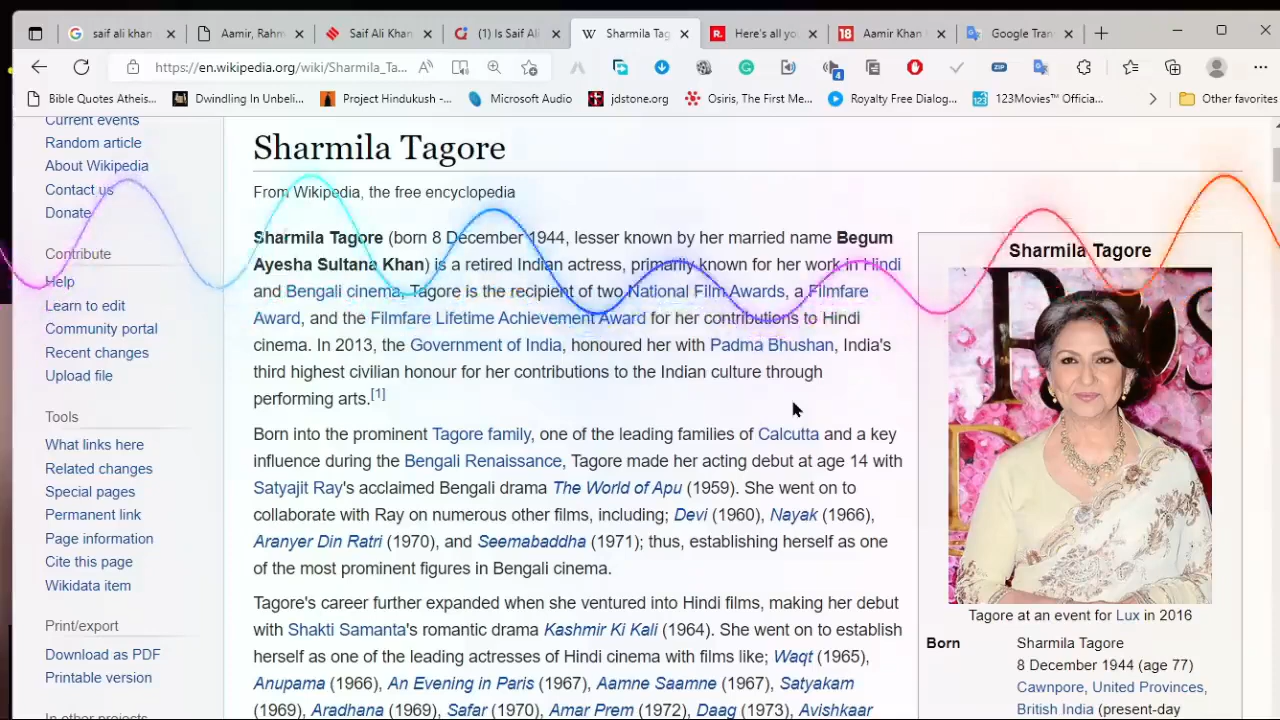 saif ali khan
Aamir, Rahm
Saif Ali Khan
(1) Is Saif Ali
Sharmila Tag
Here's all yo
Aamir Khan
Google Tran
https://en.wikipedia.org/wiki/Sharmila_Ta...
Bible Quotes Atheis...
Dwindling In Unbeli...
Project Hindukush -...
Microsoft Audio
jdstone.org
Osiris, The First Me...
Royalty Free Dialog...
123Movies™ Officia...
Other favorites
Current events
Random article
About Wikipedia
Contact us
Donate
Contribute
Help
Learn to edit
Community portal
Recent changes
Upload file
Tools
What links here
Related changes
Special pages
Permanent link
Page information
Cite this page
Wikidata item
Print/export
Download as PDF
Printable version
In other projects
Sharmila Tagore
From Wikipedia, the free encyclopedia
Sharmila Tagore (born 8 December 1944, lesser known by her married name Begum
Ayesha Sultana Khan) is a retired Indian actress, primarily known for her work in Hindi
and Bengali cinema, Tagore is the recipient of two National Film Awards, a Filmfare
Award, and the Filmfare Lifetime Achievement Award for her contributions to Hindi
cinema. In 2013, the Government of India, honoured her with Padma Bhushan, India's
third highest civilian honour for her contributions to the Indian culture through
performing arts.[1]
Born into the prominent Tagore family, one of the leading families of Calcutta and a key
influence during the Bengali Renaissance, Tagore made her acting debut at age 14 with
Satyajit Ray's acclaimed Bengali drama The World of Apu (1959). She went on to
collaborate with Ray on numerous other films, including; Devi (1960), Nayak (1966),
Aranyer Din Ratri (1970), and Seemabaddha (1971); thus, establishing herself as one
of the most prominent figures in Bengali cinema.
Tagore's career further expanded when she ventured into Hindi films, making her debut
with Shakti Samanta's romantic drama Kashmir Ki Kali (1964). She went on to establish
herself as one of the leading actresses of Hindi cinema with films like; Waqt (1965),
Anupama (1966), An Evening in Paris (1967), Aamne Saamne (1967), Satyakam
(1969), Aradhana (1969), Safar (1970), Amar Prem (1972), Daag (1973), Avishkaar
Sharmila Tagore
Tagore at an event for Lux in 2016
Born
Sharmila Tagore
8 December 1944 (age 77)
Cawnpore, United Provinces,
British India (present-day